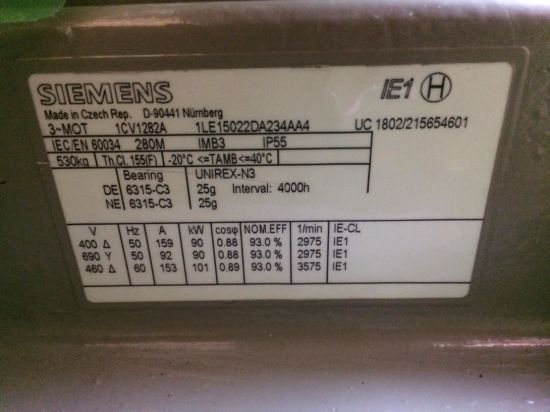 SIEMENS IE1 H
Made in Czech Rep. D-90441 Nürnberg
3~MOT 1CV1282A 1LE15022DA234AA4 UC 1802/215654601
IEC/EN 60034 280M IMB3 IP55
530kg Th.Cl. 155(F) -20°C <=TAMB<=40°C
Bearing UNIREX-N3
DE 6315-C3 25g Interval: 4000h
NE 6315-C3 25g
V Hz A kW cosφ NOM.EFF 1/min IE-CL
400 Δ 50 159 90 0.88 93.0 % 2975 IE1
690 Y 50 92 90 0.88 93.0 % 2975 IE1
460 Δ 60 153 101 0.89 93.0 % 3575 IE1